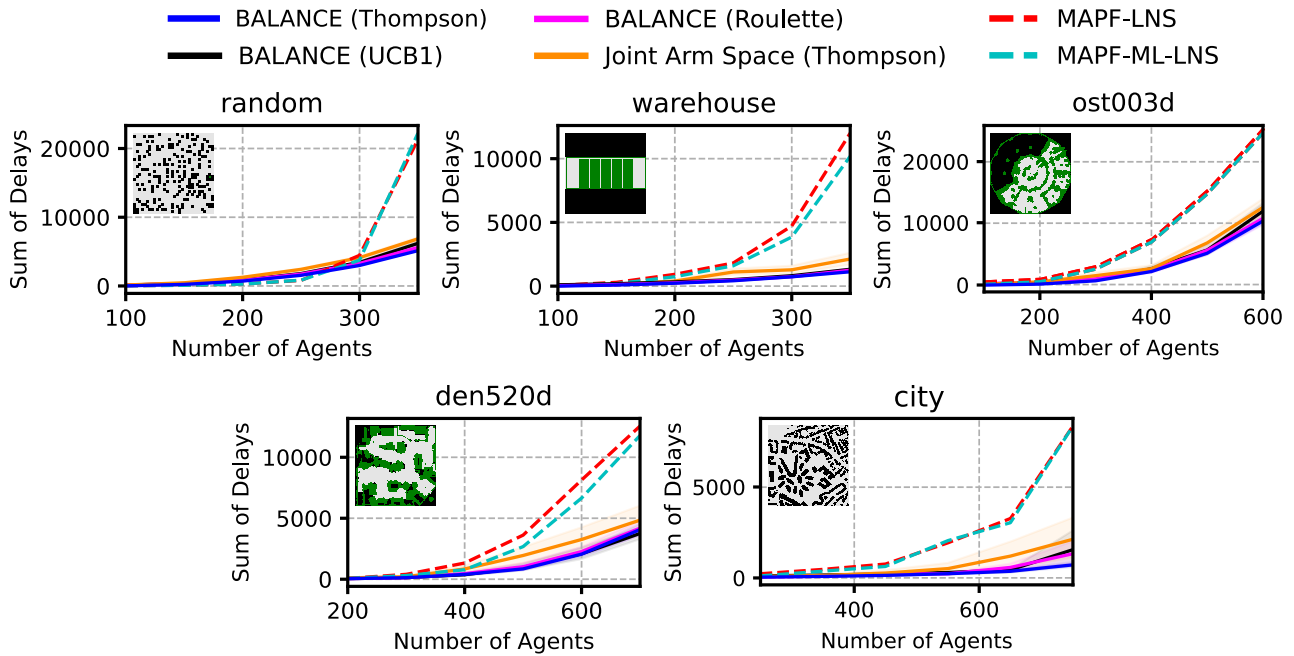 BALANCE (Thompson) BALANCE (Roulette) MAPF-LNS
BALANCE (UCB1) Joint Arm Space (Thompson) MAPF-ML-LNS
random
Sum of Delays
20000
10000
0
100 200 300
Number of Agents
warehouse
Sum of Delays
10000
5000
0
100 200 300
Number of Agents
ost003d
Sum of Delays
20000
10000
0
200 400 600
Number of Agents
den520d
Sum of Delays
10000
5000
0
200 400 600
Number of Agents
city
Sum of Delays
5000
0
400 600
Number of Agents